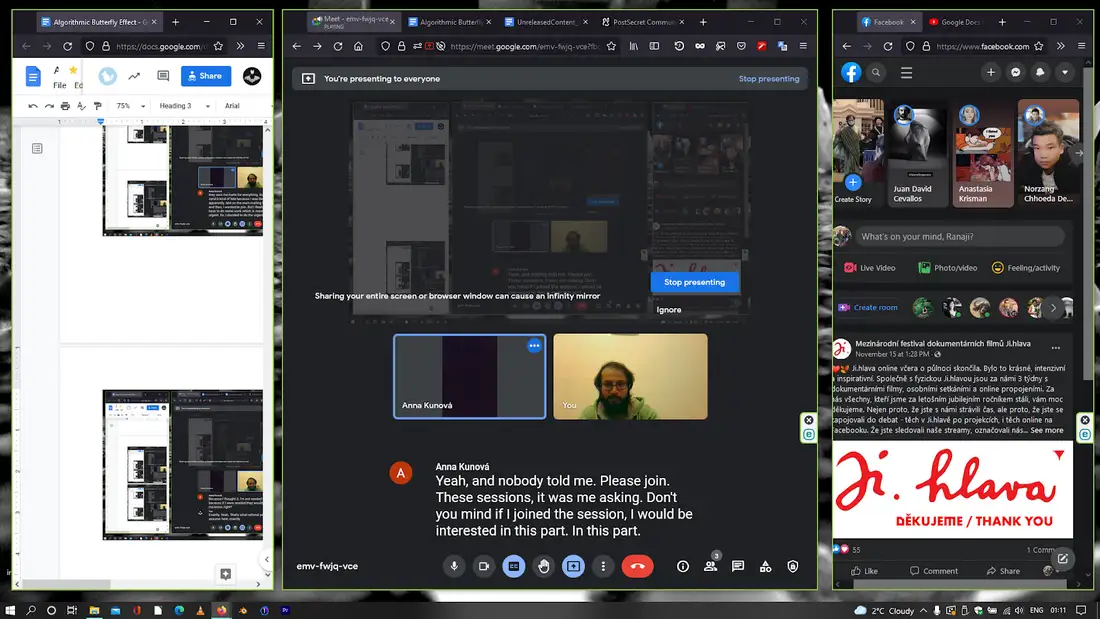 Algorithmic Butterfly Effect - G
https://docs.google.com/d
File
Ed
Share
75%
Heading 3
Arial
Meet - emv-fwjq-vce
PLAYING
Algorithmic Butterfly
UnreleasedContent_
PostSecret Commun
https://meet.google.com/emv-fwjq-vce?
You're presenting to everyone
Stop presenting
Sharing your entire screen or browser window can cause an infinity mirror
Stop presenting
Ignore
Anna Kunová
You
A
Anna Kunová
Yeah, and nobody told me. Please join.
These sessions, it was me asking. Don't
you mind if I joined the session, I would be
interested in this part. In this part.
emv-fwjq-vce
3
Facebook
Google Docs
https://www.facebook.com
Create Story
Juan David
Cevallos
Anastasia
Krisman
Norzang
Chhoeda De...
What's on your mind, Ranaji?
Live Video
Photo/video
Feeling/activity
Create room
Mezinárodní festival dokumentárních filmů Ji.hlava
November 15 at 1:28 PM
Ji.hlava online včera o půlnoci skončila. Bylo to krásné, intenzivní
a inspirativní. Společně s fyzickou Ji.hlavou jsou za námi 3 týdny s
dokumentárními filmy, osobními setkáními a online propojeními. Za
nás všechny, kteří jsme za letošním jubilejním ročníkem stáli, vám moc
děkujeme. Nejen proto, že jste s námi strávili čas, ale proto, že jste se
zapojovali do debat - těch v Ji.hlavě po projekcích, i těch online na
Facebooku. Že jste sledovali naše streamy, označovali nás... See more
Ji.hlava
DĚKUJEME / THANK YOU
55
1 Comm
Like
Comment
Share
2°C Cloudy
ENG
01:11